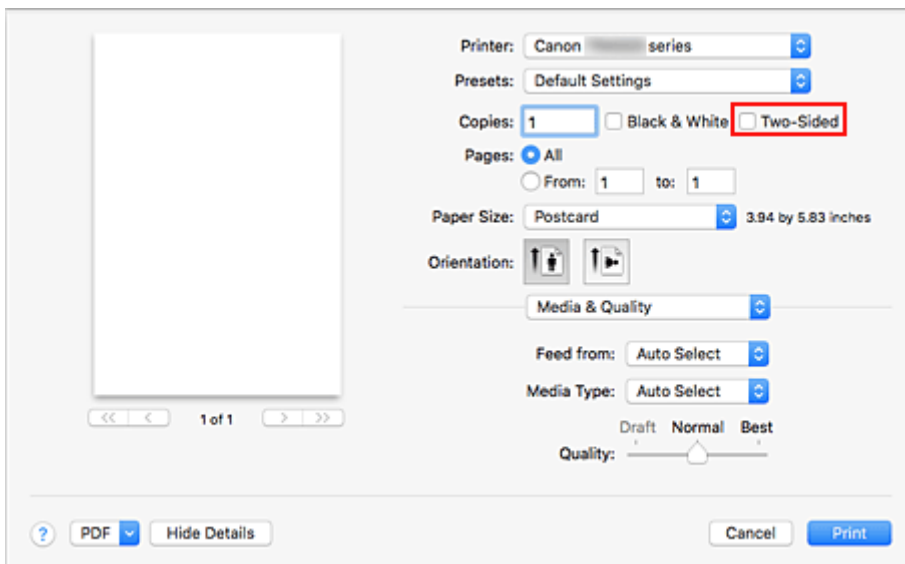 Printer: Canon series
Presets: Default Settings
Copies: 1 Black & White Two-Sided
Pages: All
From: 1 to: 1
Paper Size: Postcard 3.94 by 5.83 inches
Orientation:
Media & Quality
Feed from: Auto Select
Media Type: Auto Select
Draft Normal Best
Quality:
<< < 1 of 1 > >>
? PDF Hide Details Cancel Print